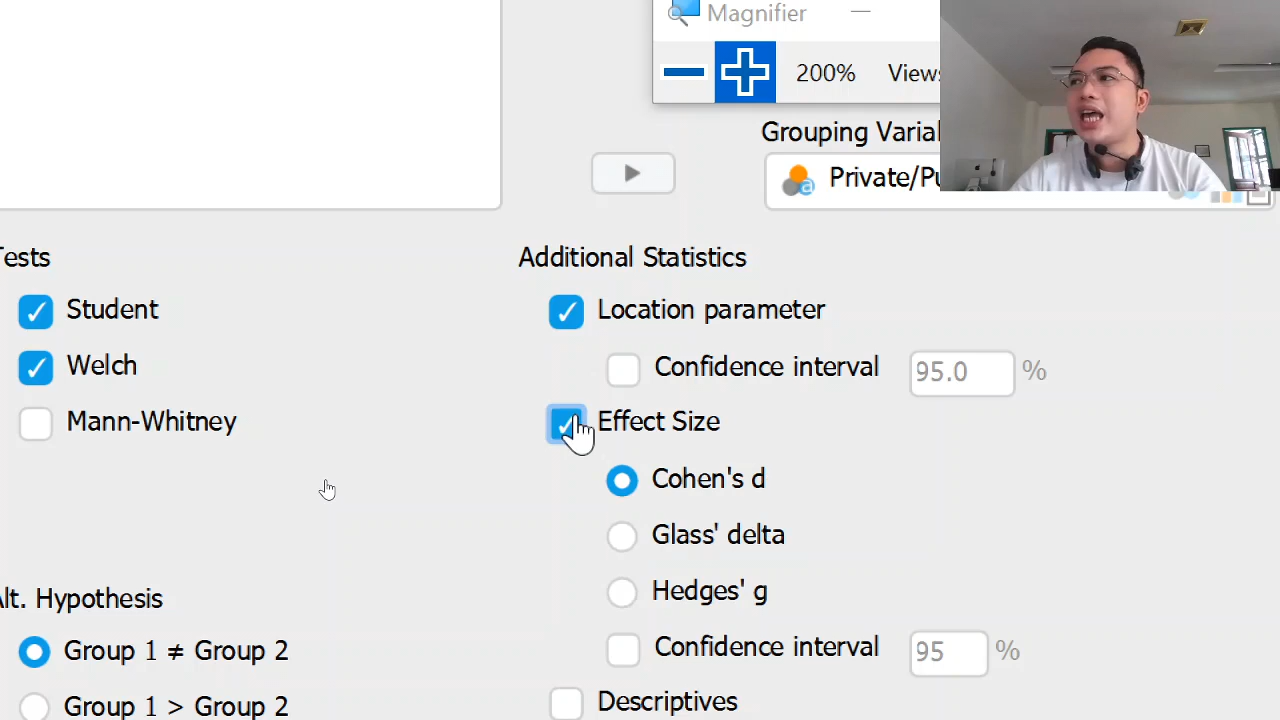 Magnifier
200% Views
Grouping Varia
Private/Pu
Tests
Student
Welch
Mann-Whitney
Alt. Hypothesis
Group 1 ≠ Group 2
Group 1 > Group 2
Additional Statistics
Location parameter
Confidence interval 95.0 %
Effect Size
Cohen's d
Glass' delta
Hedges' g
Confidence interval 95 %
Descriptives